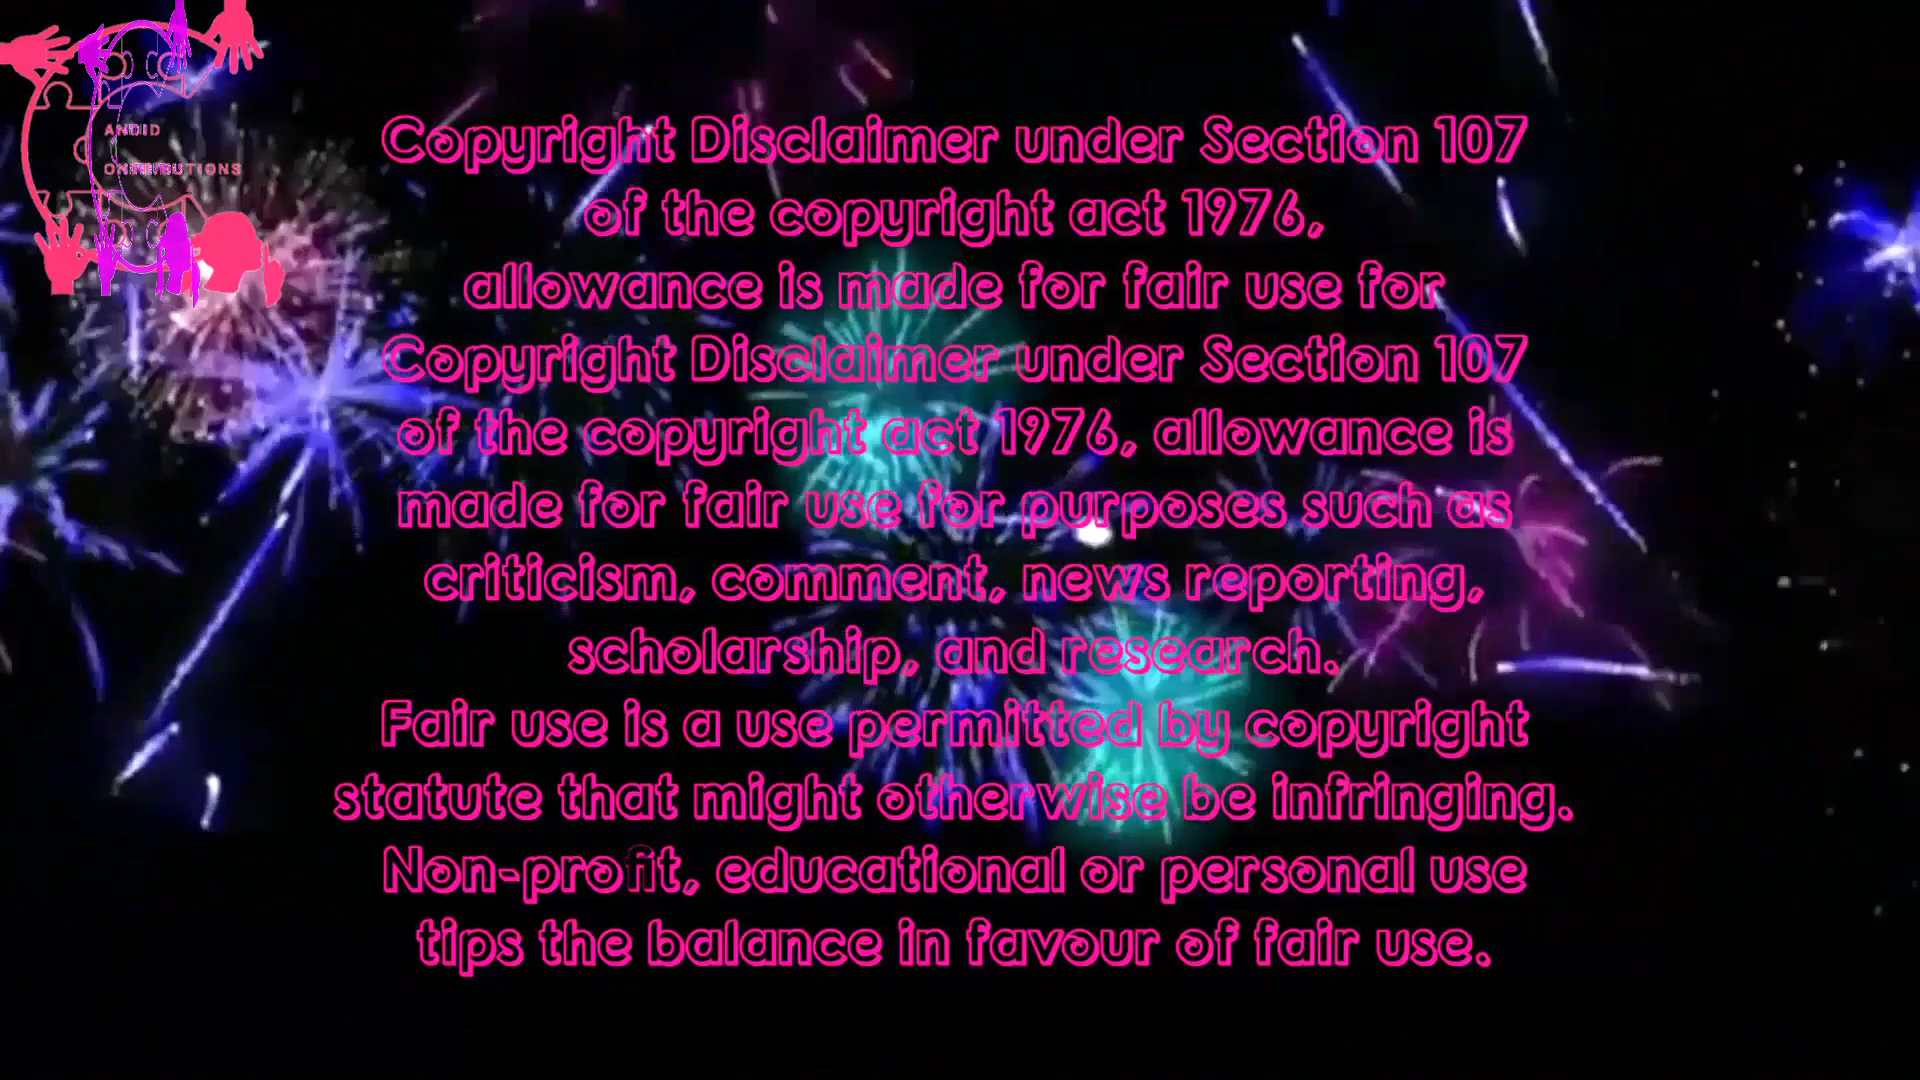 ANDID
ONTRIBUTIONS
Copyright Disclaimer under Section 107
of the copyright act 1976,
allowance is made for fair use for
Copyright Disclaimer under Section 107
of the copyright act 1976, allowance is
made for fair use for purposes such as
criticism, comment, news reporting,
scholarship, and research.
Fair use is a use permitted by copyright
statute that might otherwise be infringing.
Non-profit, educational or personal use
tips the balance in favour of fair use.